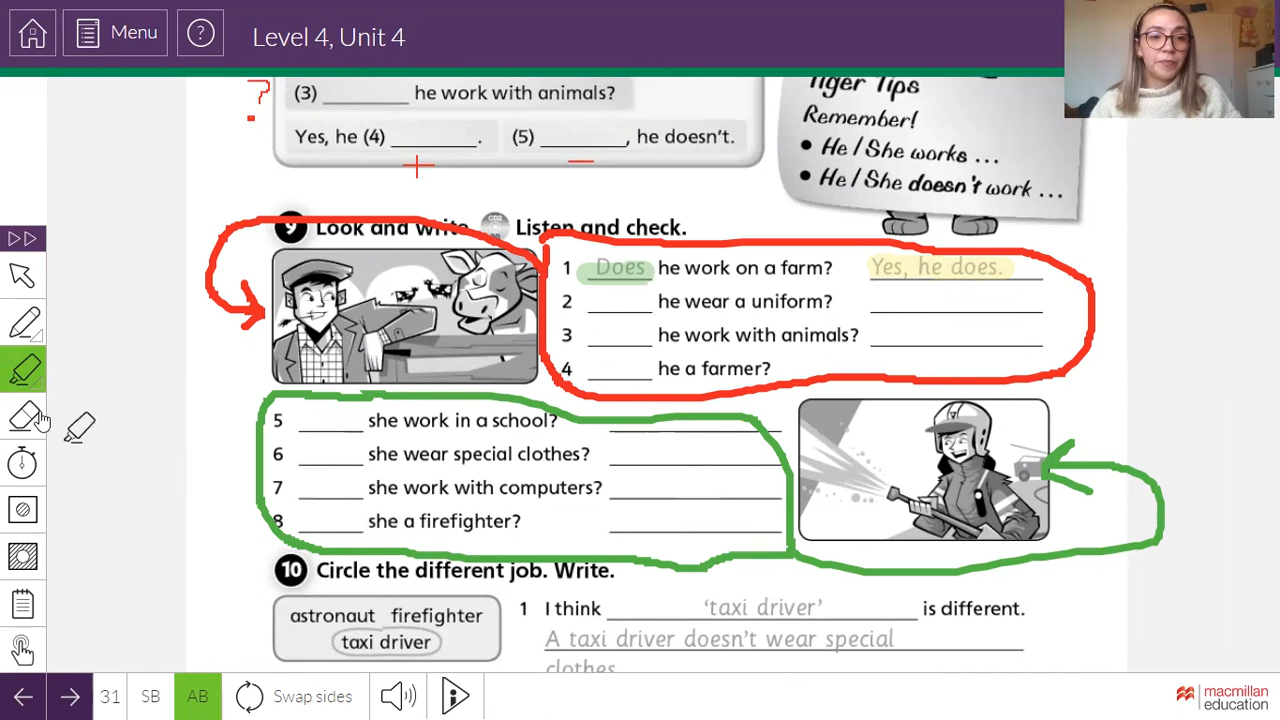 Menu
?
Level 4, Unit 4
?
(3) ________ he work with animals?
Yes, he (4) ________.
(5) ________, he doesn't.
Tiger Tips
Remember!
• He / She works ...
• He / She doesn't work ...
9 Look and write. Listen and check.
1 Does he work on a farm? Yes, he does.
2 ______ he wear a uniform? ______
3 ______ he work with animals? ______
4 ______ he a farmer?
5 ______ she work in a school? ______
6 ______ she wear special clothes? ______
7 ______ she work with computers? ______
8 ______ she a firefighter? ______
10 Circle the different job. Write.
astronaut firefighter
taxi driver
1 I think 'taxi driver' is different.
A taxi driver doesn't wear special
clothes
31
SB
AB
Swap sides
macmillan
education